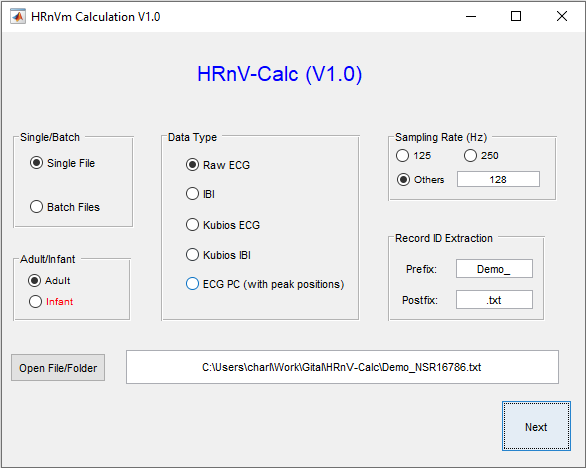 HRnVm Calculation V1.0
HRnV-Calc (V1.0)
Single/Batch
Single File
Batch Files
Adult/Infant
Adult
Infant
Data Type
Raw ECG
IBI
Kubios ECG
Kubios IBI
ECG PC (with peak positions)
Sampling Rate (Hz)
125 250
Others 128
Record ID Extraction
Prefix: Demo_
Postfix: .txt
Open File/Folder C:\Users\charl\Work\Gital\HRnV-Calc\Demo_NSR16786.txt
Next